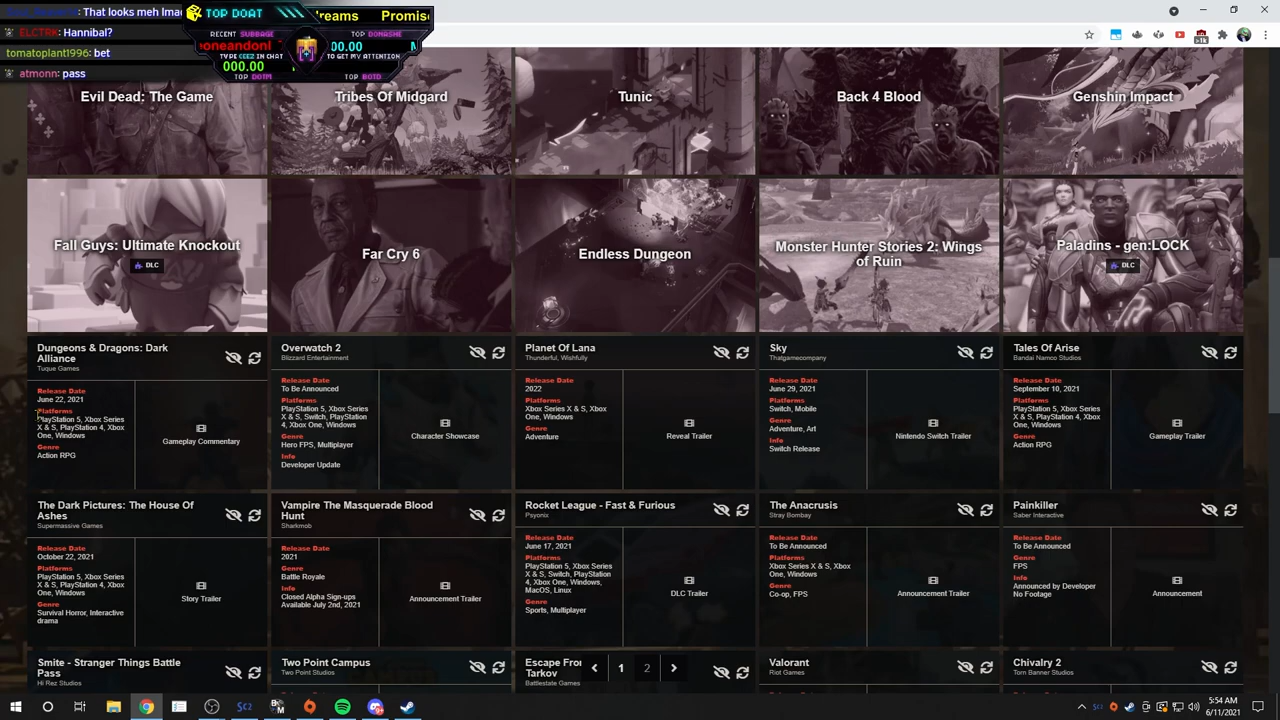 : That looks meh Imag
ELCTRK: Hannibal?
tomatoplant1996: bet
atmonn: pass
TOP DOAT
reams Promise
RECENT SUBBAGE
TOP DONASHE
oneandonl
00.00
TYPE CEEN IN CHAT
TO GET MY ATTENTION
000.00
TOP DOTM
TOP BOTD
Evil Dead: The Game
Tribes Of Midgard
Tunic
Back 4 Blood
Genshin Impact
Fall Guys: Ultimate Knockout
DLC
Far Cry 6
Endless Dungeon
Monster Hunter Stories 2: Wings
of Ruin
Paladins - gen:LOCK
DLC
Dungeons & Dragons: Dark
Alliance
Tuque Games
Release Date
June 22, 2021
Platforms
PlayStation 5, Xbox Series
X & S, PlayStation 4, Xbox
One, Windows
Genre
Action RPG
Gameplay Commentary
Overwatch 2
Blizzard Entertainment
Release Date
To Be Announced
Platforms
PlayStation 5, Xbox Series
X & S, Switch, PlayStation
4, Xbox One, Windows
Genre
Hero FPS, Multiplayer
Info
Developer Update
Character Showcase
Planet Of Lana
Thunderful, Wishfully
Release Date
2022
Platforms
Xbox Series X & S, Xbox
One, Windows
Genre
Adventure
Reveal Trailer
Sky
Thatgamecompany
Release Date
June 29, 2021
Platforms
Switch, Mobile
Genre
Adventure, Art
Info
Switch Release
Nintendo Switch Trailer
Tales Of Arise
Bandai Namco Studios
Release Date
September 10, 2021
Platforms
PlayStation 5, Xbox Series
X & S, PlayStation 4, Xbox
One, Windows
Genre
Action RPG
Gameplay Trailer
The Dark Pictures: The House Of
Ashes
Supermassive Games
Release Date
October 22, 2021
Platforms
PlayStation 5, Xbox Series
X & S, PlayStation 4, Xbox
One, Windows
Genre
Survival Horror, Interactive
drama
Story Trailer
Vampire The Masquerade Blood
Hunt
Sharkmob
Release Date
2021
Genre
Battle Royale
Info
Closed Alpha Sign-ups
Available July 2nd, 2021
Announcement Trailer
Rocket League - Fast & Furious
Psyonix
Release Date
June 17, 2021
Platforms
PlayStation 5, Xbox Series
X & S, Switch, PlayStation
4, Xbox One, Windows,
MacOS, Linux
Genre
Sports, Multiplayer
DLC Trailer
The Anacrusis
Stray Bombay
Release Date
To Be Announced
Platforms
Xbox Series X & S, Xbox
One, Windows
Genre
Co-op, FPS
Announcement Trailer
Painkiller
Saber Interactive
Release Date
To Be Announced
Genre
FPS
Info
Announced by Developer
No Footage
Announcement
Smite - Stranger Things Battle
Pass
Hi Rez Studios
Two Point Campus
Two Point Studios
Escape From
Tarkov
Battlestate Games
1 2
Valorant
Riot Games
Chivalry 2
Torn Banner Studios
5:54 AM
6/11/2021